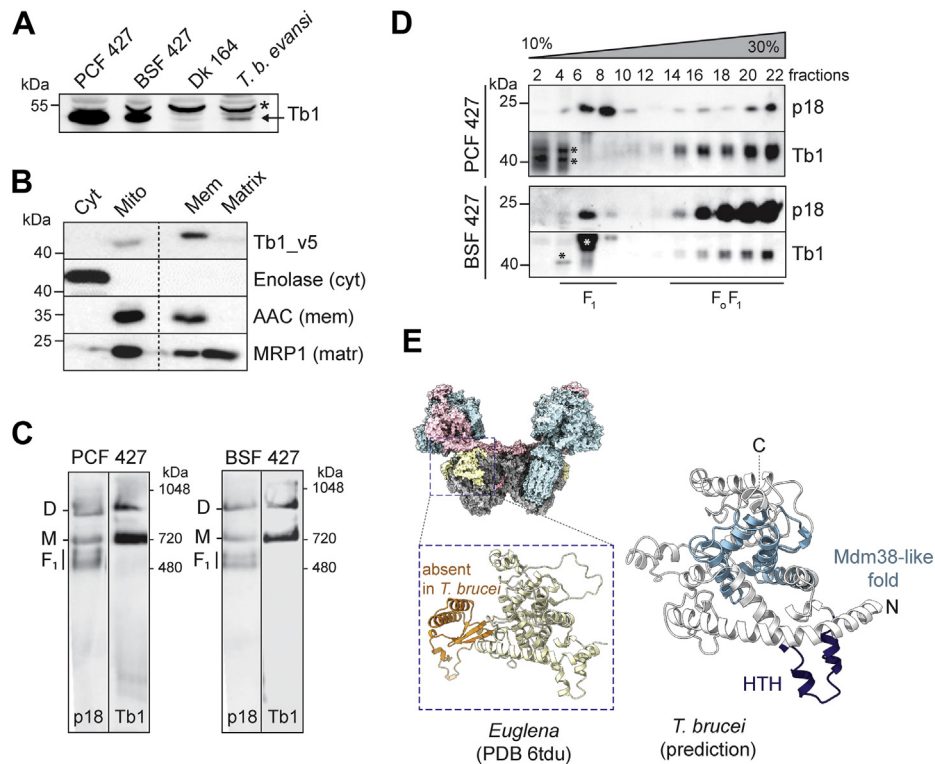 A
PCF 427
BSF 427
Dk 164
T. b. evansi
kDa
55
*
Tb1
B
Cyt
Mito
Mem
Matrix
kDa
40
Tb1_v5
40
Enolase (cyt)
35
AAC (mem)
25
MRP1 (matr)
C
PCF 427
kDa
D
1048
M
720
F1
480
p18
Tb1
BSF 427
kDa
D
1048
M
720
F1
480
p18
Tb1
D
10%
30%
kDa
2 4 6 8 10 12 14 16 18 20 22 fractions
PCF 427
25
p18
40
*
*
Tb1
BSF 427
25
p18
40
*
*
Tb1
F1
FoF1
E
absent
in T. brucei
Euglena
(PDB 6tdu)
C
Mdm38-like
fold
N
HTH
T. brucei
(prediction)